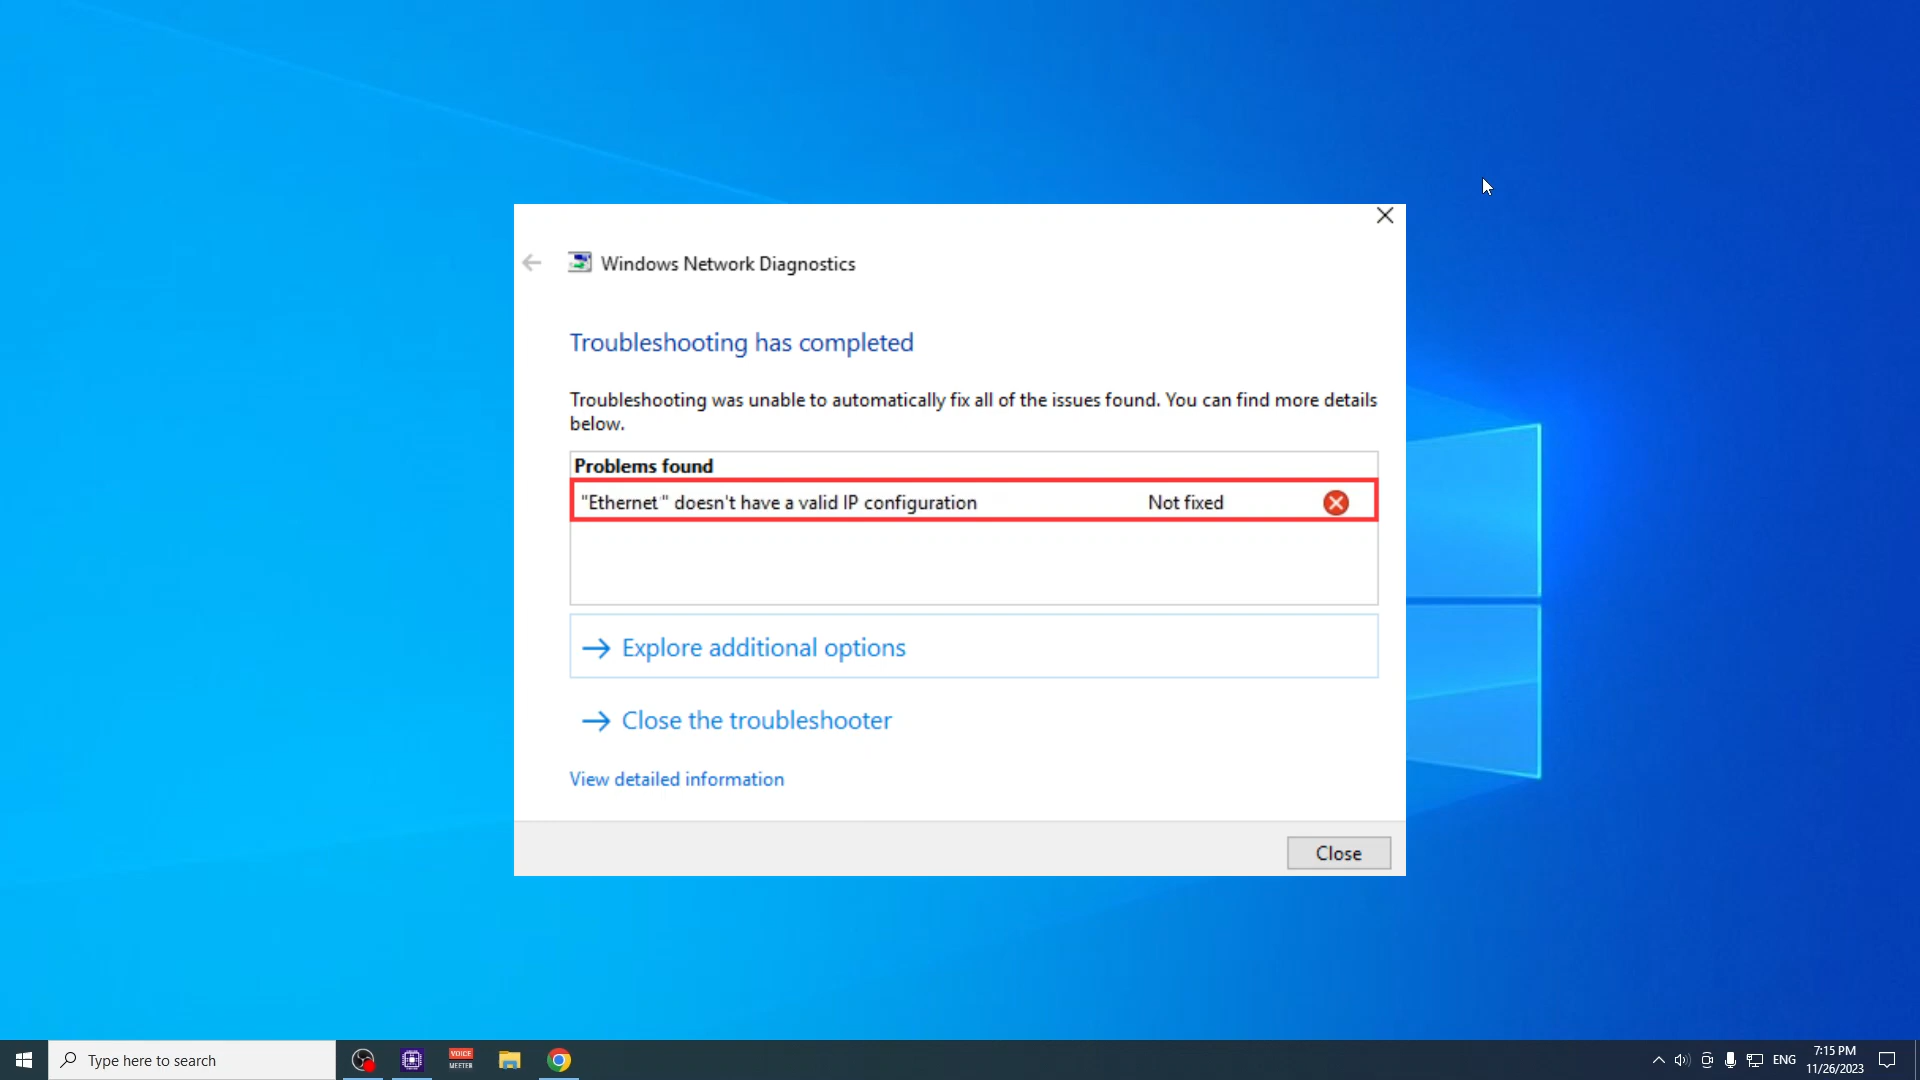 Windows Network Diagnostics
Troubleshooting has completed
Troubleshooting was unable to automatically fix all of the issues found. You can find more details
below.
Problems found
"Ethernet " doesn't have a valid IP configuration Not fixed
Explore additional options
Close the troubleshooter
View detailed information
Close
Type here to search
VOICE
MEETER
ENG
7:15 PM
11/26/2023